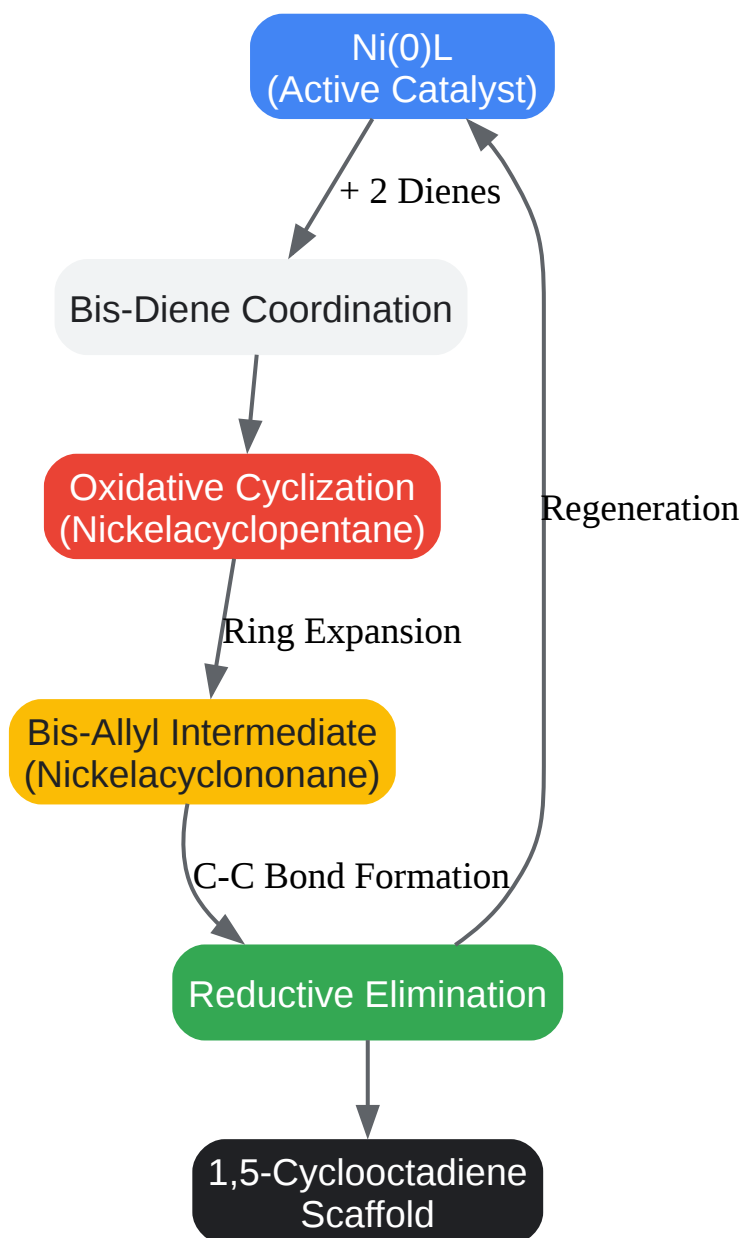 Ni(0)L
(Active Catalyst)
+ 2 Dienes
Bis-Diene Coordination
Oxidative Cyclization
(Nickelacyclopentane)
Regeneration
Ring Expansion
Bis-Allyl Intermediate
(Nickelacyclononane)
C-C Bond Formation
Reductive Elimination
1,5-Cyclooctadiene
Scaffold